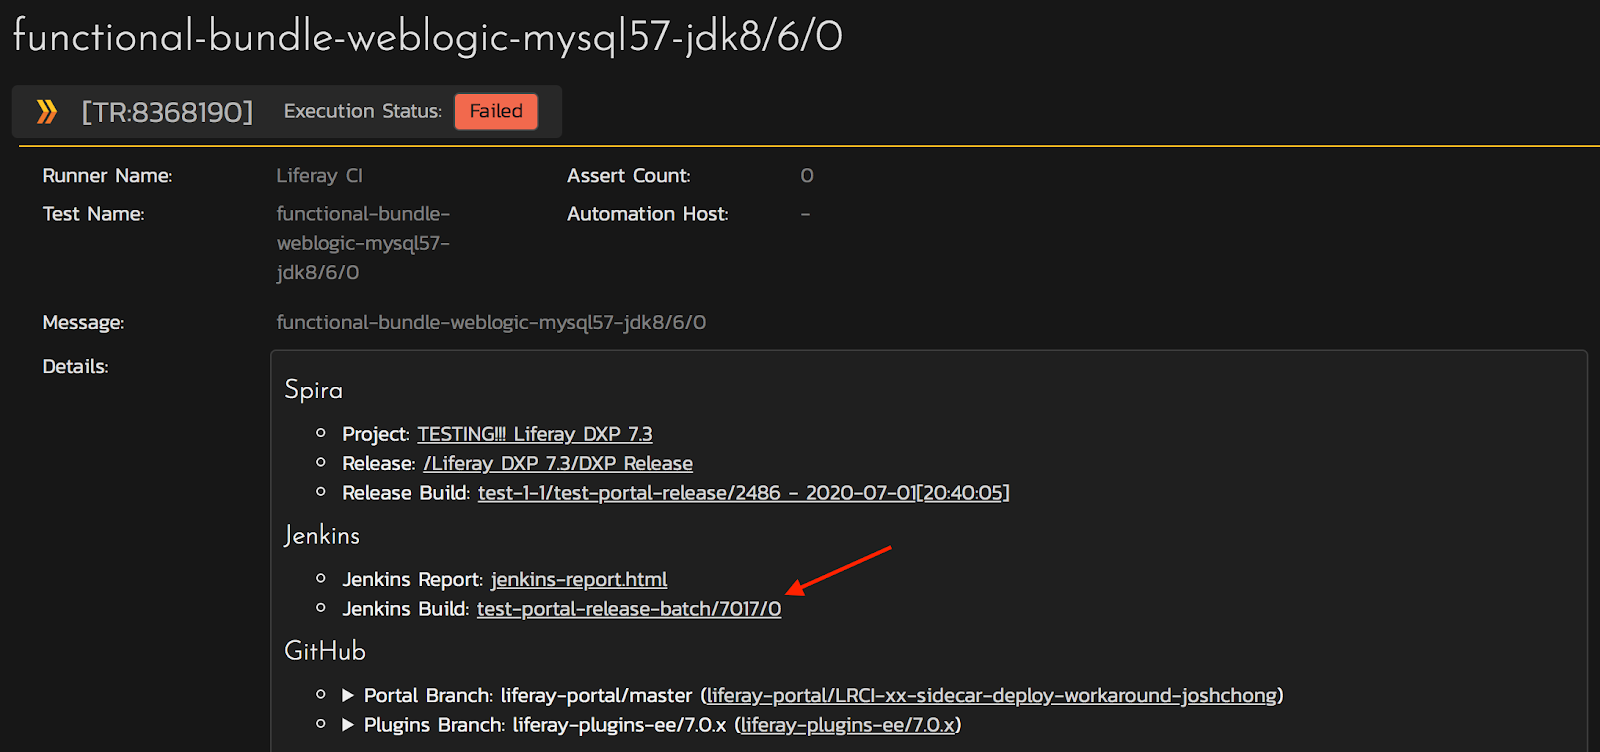 functional-bundle-weblogic-mysql57-jdk8/6/0
[TR:8368190] Execution Status: Failed
Runner Name: Liferay CI Assert Count: 0
Test Name: functional-bundle- Automation Host: -
weblogic-mysql57-
jdk8/6/0
Message: functional-bundle-weblogic-mysql57-jdk8/6/0
Details:
Spira
Project: TESTING!!! Liferay DXP 7.3
Release: /Liferay DXP 7.3/DXP Release
Release Build: test-1-1/test-portal-release/2486 - 2020-07-01[20:40:05]
Jenkins
Jenkins Report: jenkins-report.html
Jenkins Build: test-portal-release-batch/7017/0
GitHub
Portal Branch: liferay-portal/master (liferay-portal/LRCI-xx-sidecar-deploy-workaround-joshchong)
Plugins Branch: liferay-plugins-ee/7.0.x (liferay-plugins-ee/7.0.x)